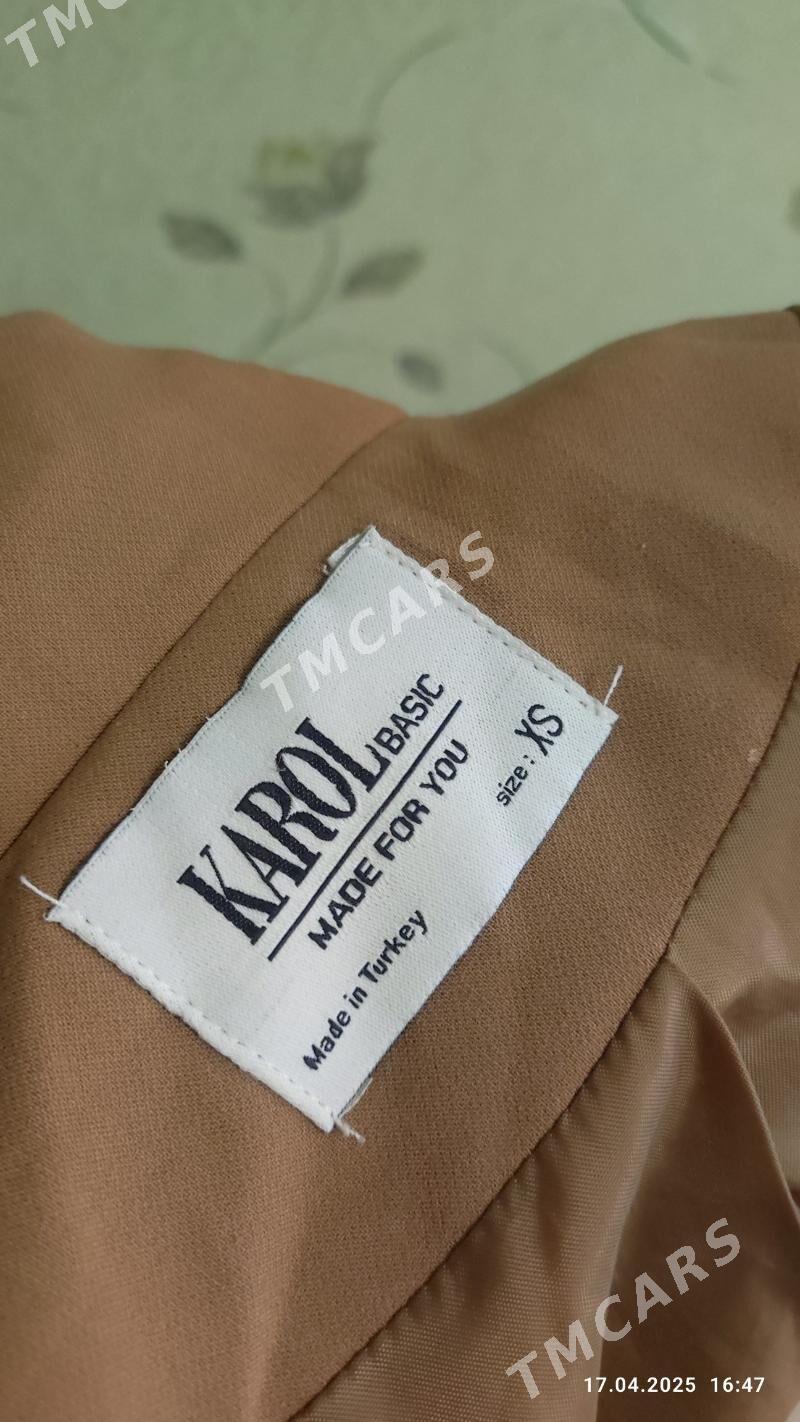 TMCARS
TMCARS
KAROL BASIC
MADE FOR YOU
size: XS
Made in Turkey
TMCARS
17.04.2025 16:47